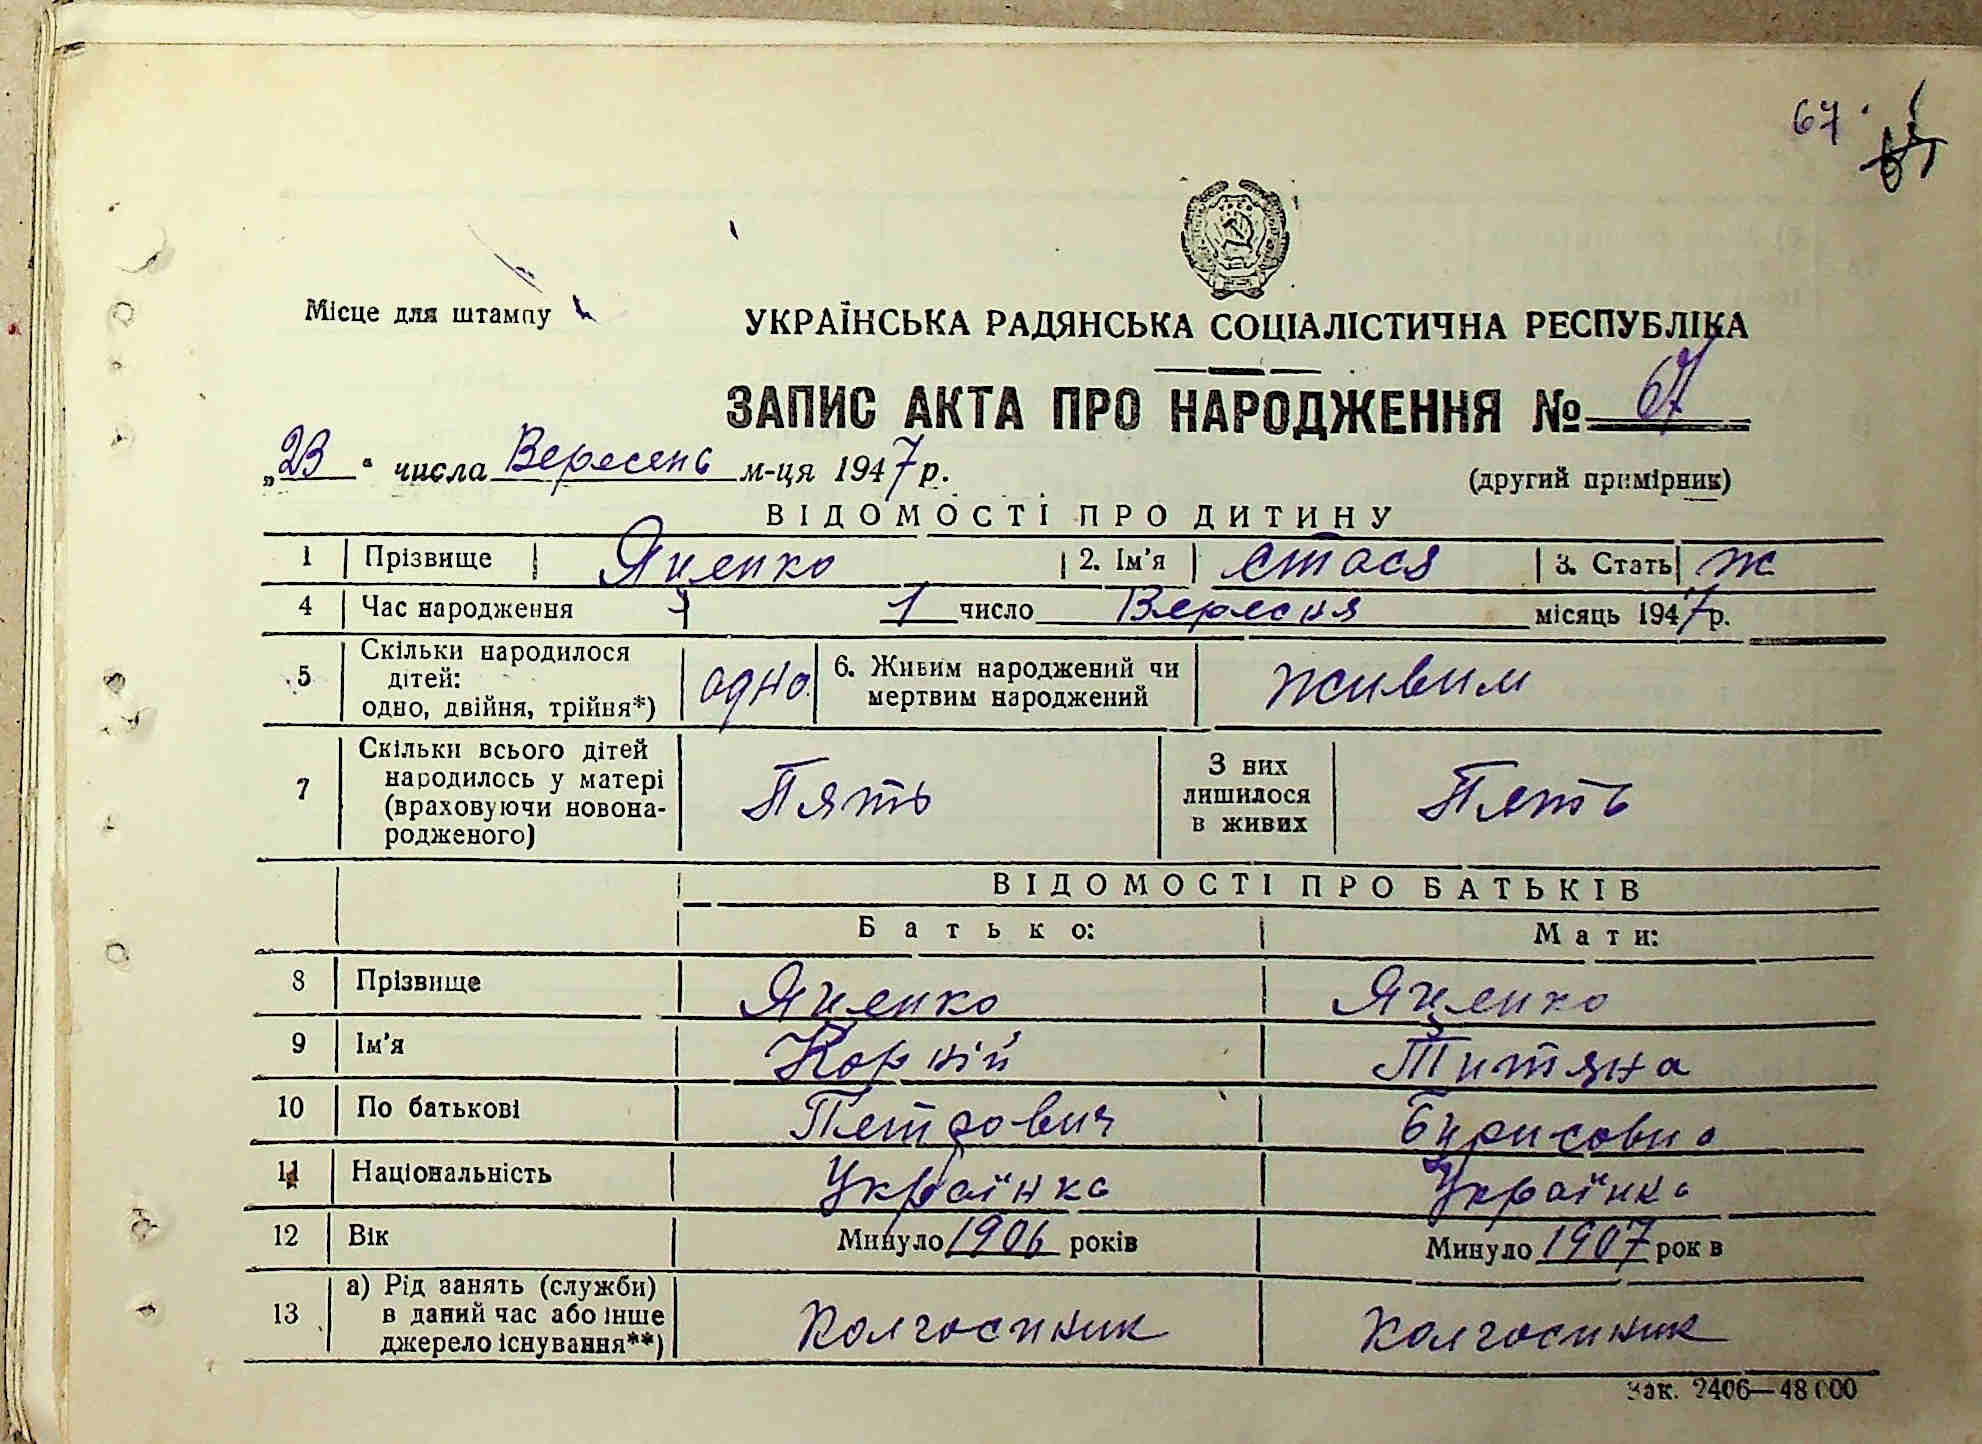 67.
Місце для штампу
УКРАЇНСЬКА РАДЯНСЬКА СОЦІАЛІСТИЧНА РЕСПУБЛІКА
ЗАПИС АКТА ПРО НАРОДЖЕННЯ № 67
„23“ числа Вересень м-ця 1947 р.
(другий примірник)
ВІДОМОСТІ ПРО ДИТИНУ
1 Прізвище Яценко 2. Ім'я Стася 3. Стать ж
4 Час народження 1 число Вересня місяць 1947 р.
5 Скільки народилося дітей: одно, двійня, трійня*) одно 6. Живим народжений чи мертвим народжений живим
7 Скільки всього дітей народилось у матері (враховуючи новонародженого) Пять З них лишилося в живих Пять
ВІДОМОСТІ ПРО БАТЬКІВ
Батько: Мати:
8 Прізвище Яценко Яценко
9 Ім'я Корній Титяна
10 По батькові Петрович Бурисовна
11 Національність Українка Українка
12 Вік Минуло 1906 років Минуло 1907 рок в
13 а) Рід занять (служби) в даний час або інше джерело існування**) Колгоспник Колгоспник
Зак. 2406—48000